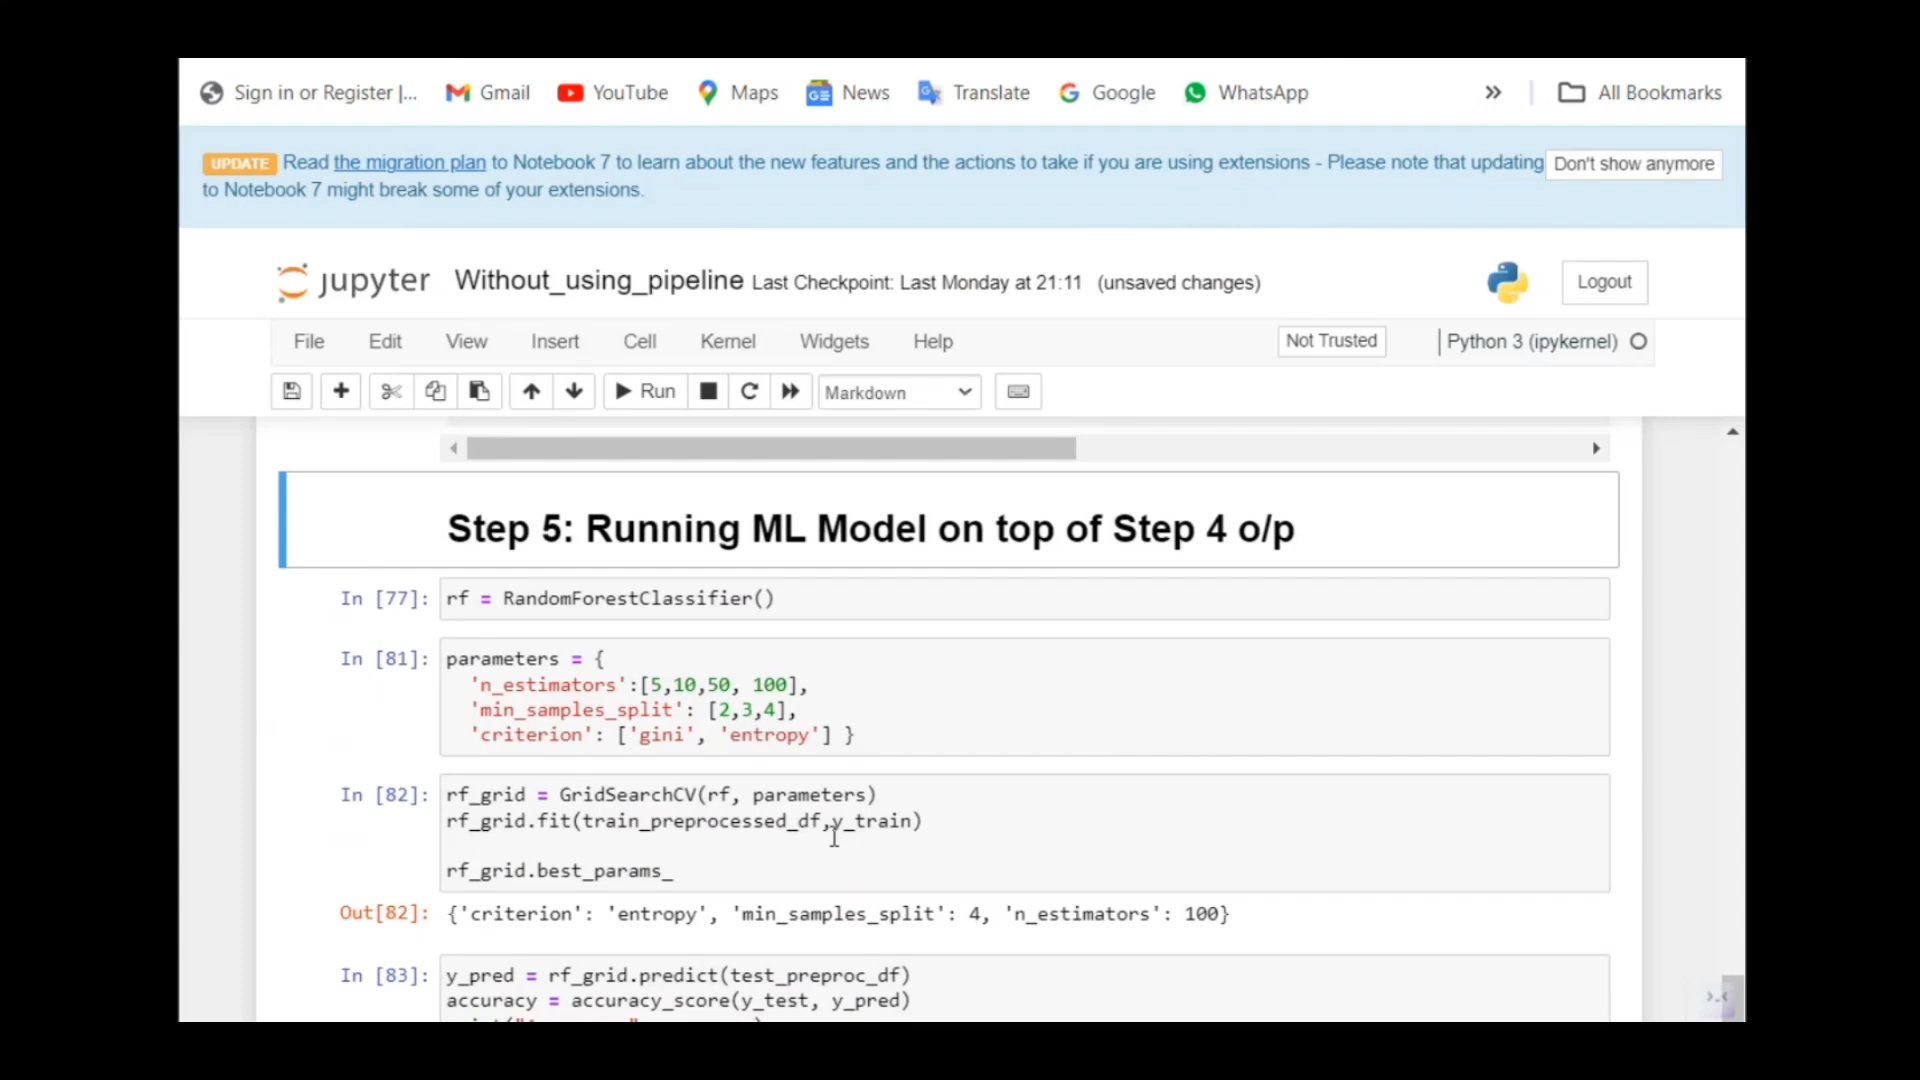 Sign in or Register |... Gmail YouTube Maps News Translate Google WhatsApp » All Bookmarks
UPDATE Read the migration plan to Notebook 7 to learn about the new features and the actions to take if you are using extensions - Please note that updating Don't show anymore
to Notebook 7 might break some of your extensions.
jupyter Without_using_pipeline Last Checkpoint: Last Monday at 21:11 (unsaved changes) Logout
File Edit View Insert Cell Kernel Widgets Help Not Trusted Python 3 (ipykernel)
Run Markdown
Step 5: Running ML Model on top of Step 4 o/p
In [77]: rf = RandomForestClassifier()
In [81]: parameters = {
'n_estimators':[5,10,50, 100],
'min_samples_split': [2,3,4],
'criterion': ['gini', 'entropy'] }
In [82]: rf_grid = GridSearchCV(rf, parameters)
rf_grid.fit(train_preprocessed_df,y_train)
rf_grid.best_params_
Out[82]: {'criterion': 'entropy', 'min_samples_split': 4, 'n_estimators': 100}
In [83]: y_pred = rf_grid.predict(test_preproc_df)
accuracy = accuracy_score(y_test, y_pred)